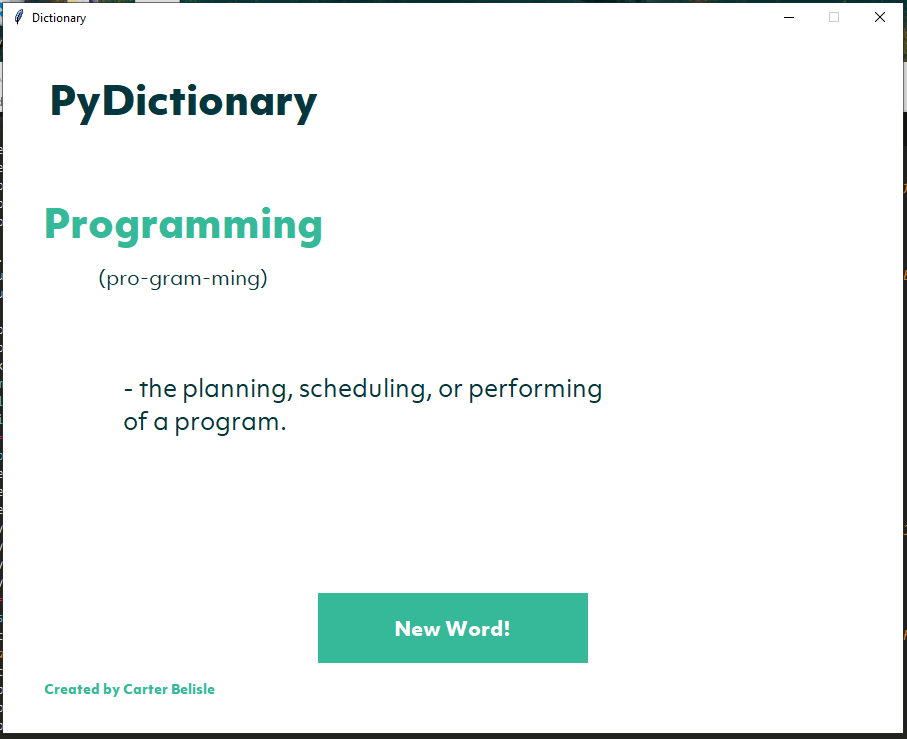 Dictionary
PyDictionary
Programming
(pro-gram-ming)
- the planning, scheduling, or performing
of a program.
New Word!
Created by Carter Belisle